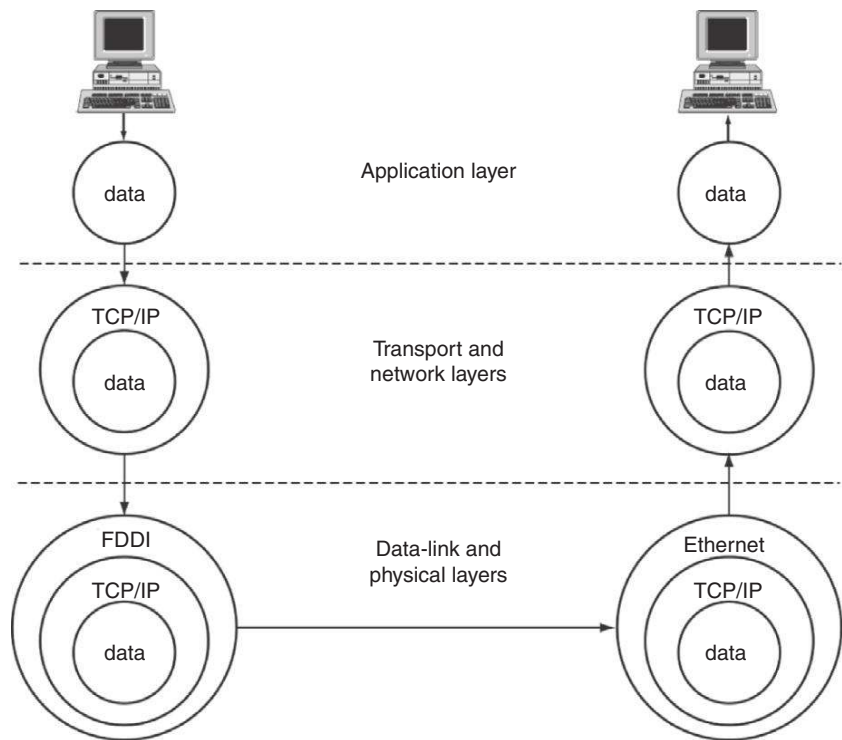 data
Application layer
data
TCP/IP
data
Transport and
network layers
TCP/IP
data
FDDI
TCP/IP
data
Data-link and
physical layers
Ethernet
TCP/IP
data